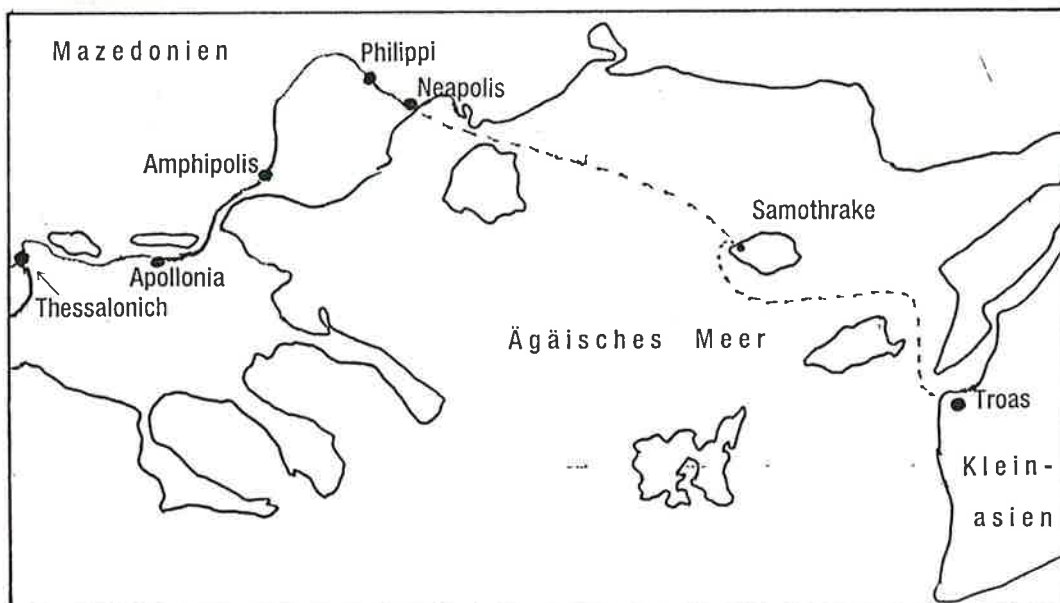 Mazedonien
Philippi
Neapolis
Amphipolis
Samothrake
Apollonia
Thessalonich
Ägäisches Meer
Troas
Klein-
asien